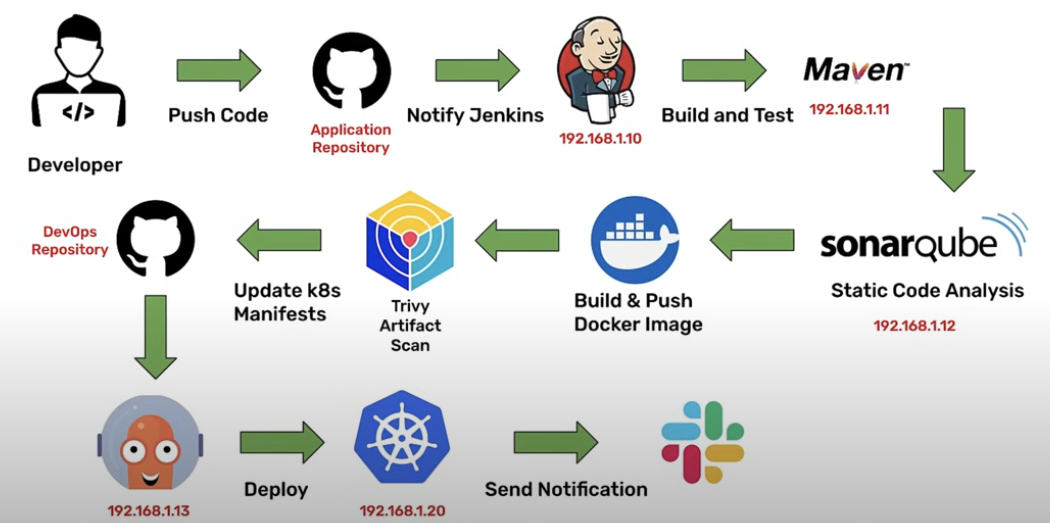 </>
Developer
Push Code
Application
Repository
Notify Jenkins
192.168.1.10
Build and Test
Maven™
192.168.1.11
sonarqube
Static Code Analysis
192.168.1.12
Build & Push
Docker Image
Trivy
Artifact
Scan
Update k8s
Manifests
DevOps
Repository
192.168.1.13
Deploy
192.168.1.20
Send Notification